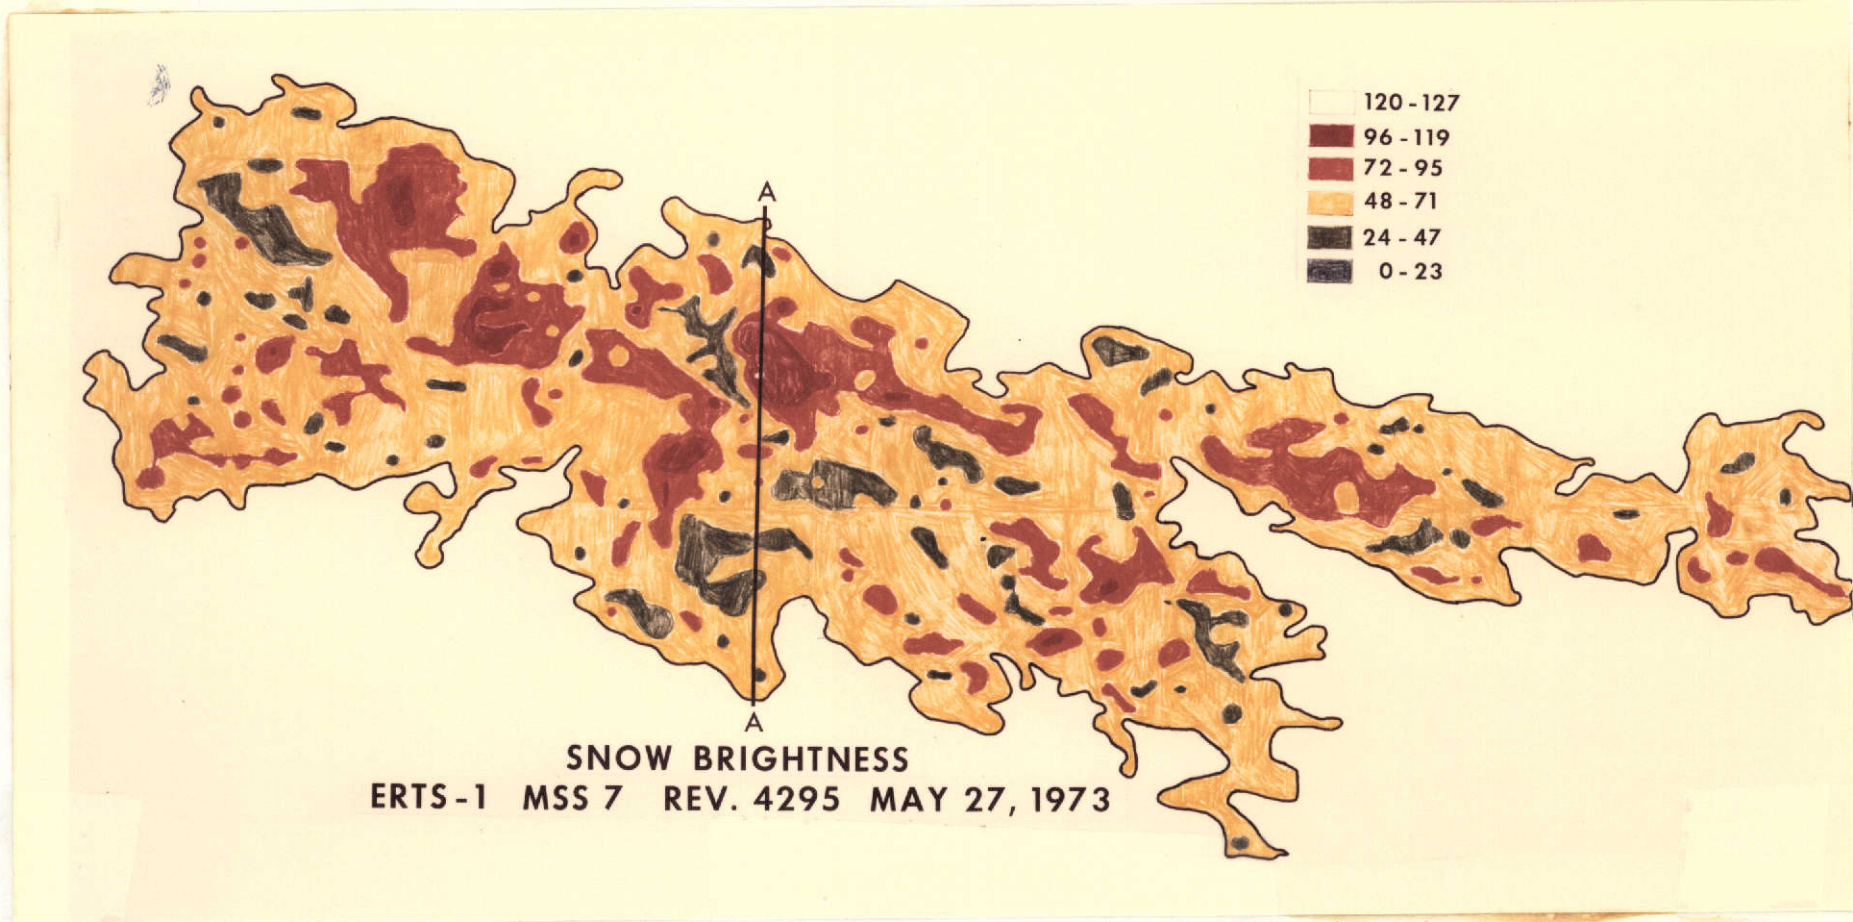 120 - 127
96 - 119
72 - 95
48 - 71
24 - 47
0 - 23
A
A
SNOW BRIGHTNESS
ERTS - 1 MSS 7 REV. 4295 MAY 27, 1973